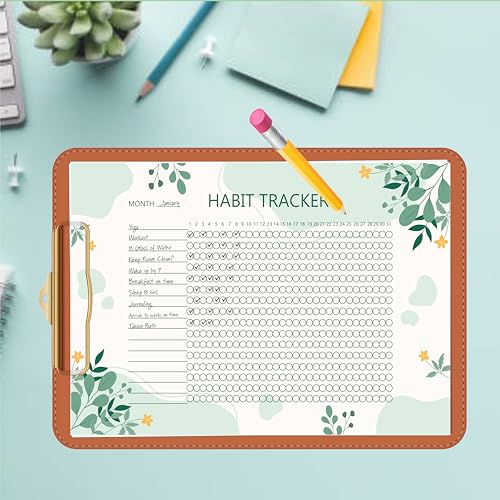 HABIT TRACKER
MONTH January
1 2 3 4 5 6 7 8 9 10 11 12 13 14 15 16 17 18 19 20 21 22 23 24 25 26 27 28 29 30 31
Yoga
Workout
8 Glass of Water
Keep Room Clean?
Wake up by 7
Breakfast on time
Sleep 8 hrs
Journaling
Arrive to work on time
Taken Bath